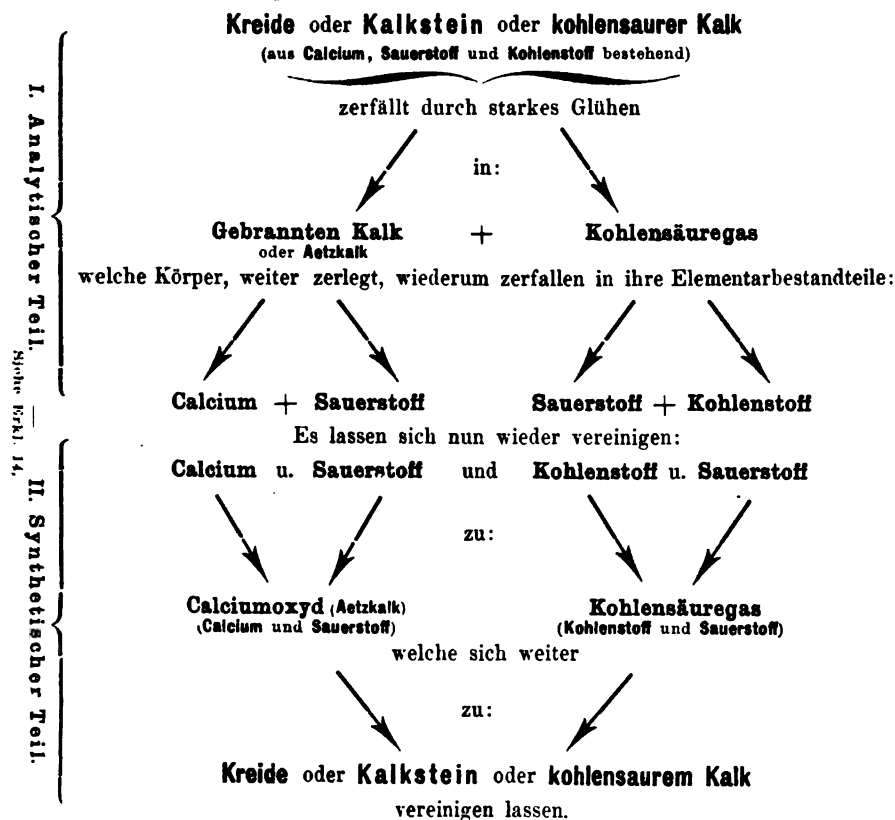 Kreide oder Kalkstein oder kohlensaurer Kalk
(aus Calcium, Sauerstoff und Kohlenstoff bestehend)
zerfällt durch starkes Glühen
in:
Gebrannten Kalk + Kohlensäuregas
oder Aetzkalk
welche Körper, weiter zerlegt, wiederum zerfallen in ihre Elementarbestandteile:
Calcium + Sauerstoff Sauerstoff + Kohlenstoff
Es lassen sich nun wieder vereinigen:
Calcium u. Sauerstoff und Kohlenstoff u. Sauerstoff
zu:
Calciumoxyd (Aetzkalk) Kohlensäuregas
(Calcium und Sauerstoff) (Kohlenstoff und Sauerstoff)
welche sich weiter
zu:
Kreide oder Kalkstein oder kohlensaurem Kalk
vereinigen lassen.
I. Analytischer Teil. — II. Synthetischer Teil.
Siehe Erkl. 14.